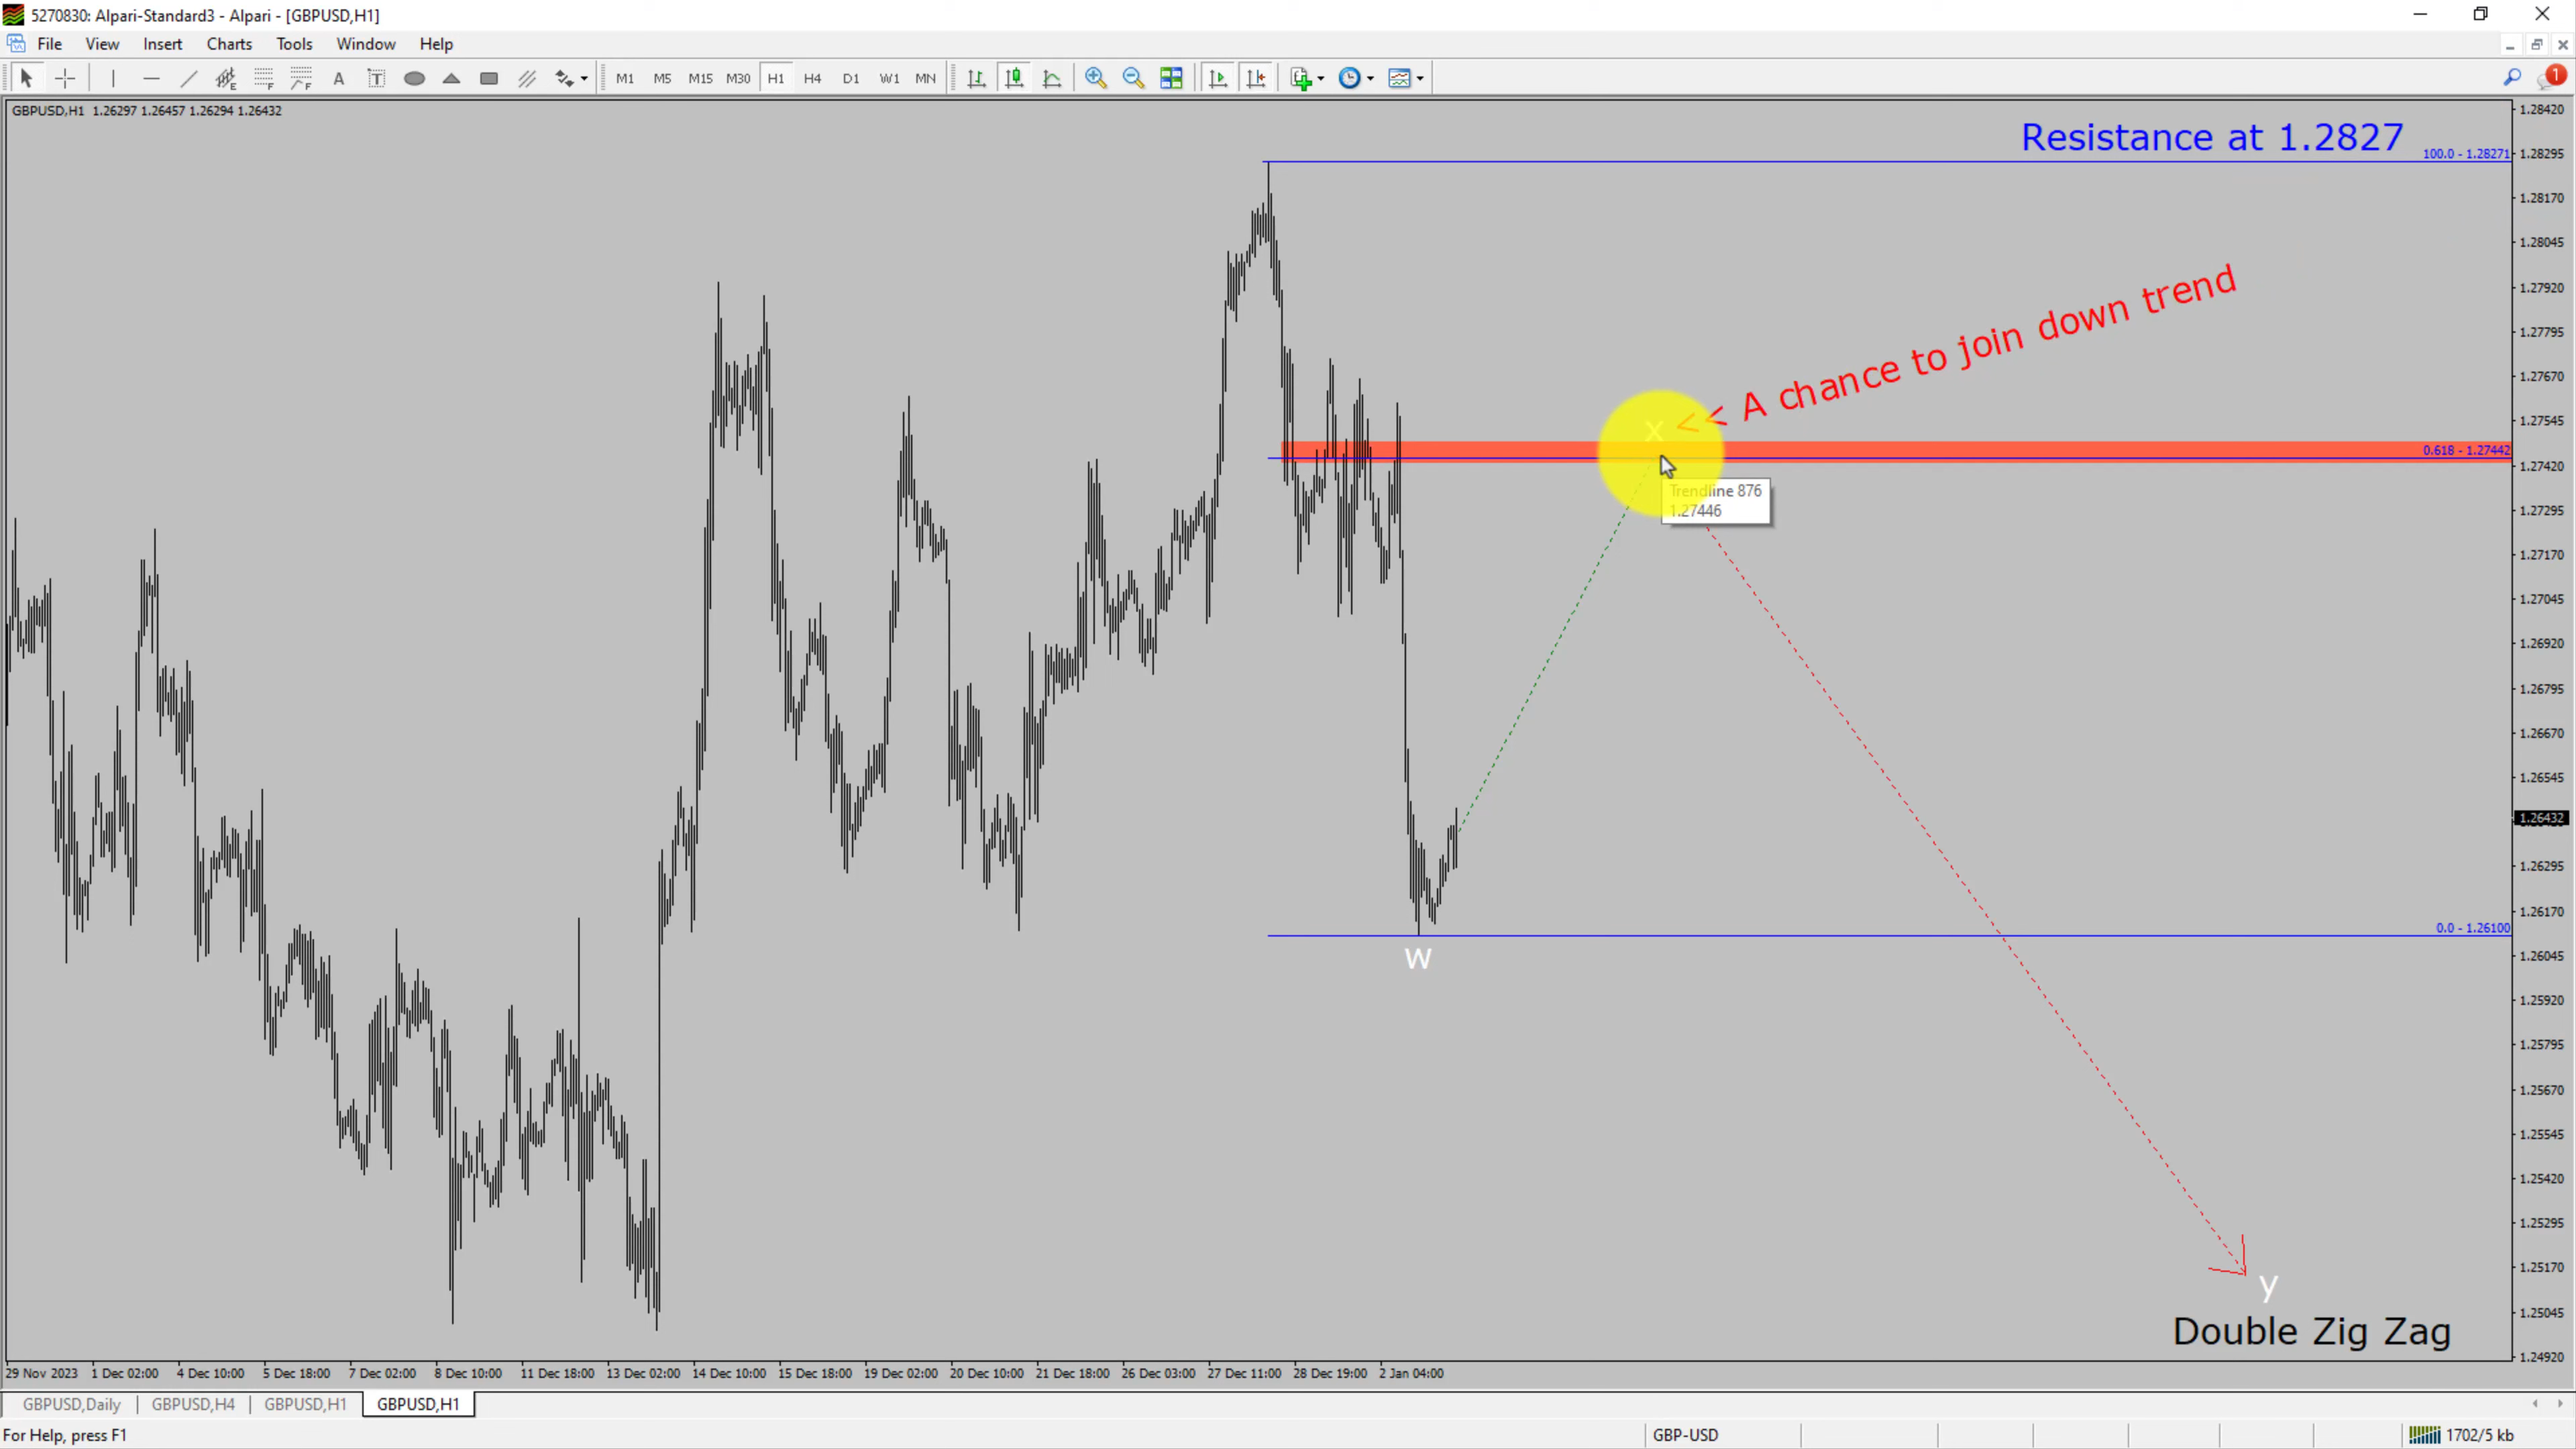 5270830: Alpari-Standard3 - Alpari - [GBPUSD,H1]
File View Insert Charts Tools Window Help
A T M1 M5 M15 M30 H1 H4 D1 W1 MN 1
GBPUSD,H1 1.26297 1.26457 1.26294 1.26432
Resistance at 1.2827
100.0 - 1.28271
<< A chance to join down trend
x
0.618 - 1.27442
Trendline 876
1.27446
0.0 - 1.26100
w
y
Double Zig Zag
1.28420
1.28295
1.28170
1.28045
1.27920
1.27795
1.27670
1.27545
1.27420
1.27295
1.27170
1.27045
1.26920
1.26795
1.26670
1.26545
1.26432
1.26295
1.26170
1.26045
1.25920
1.25795
1.25670
1.25545
1.25420
1.25295
1.25170
1.25045
1.24920
29 Nov 2023 1 Dec 02:00 4 Dec 10:00 5 Dec 18:00 7 Dec 02:00 8 Dec 10:00 11 Dec 18:00 13 Dec 02:00 14 Dec 10:00 15 Dec 18:00 19 Dec 02:00 20 Dec 10:00 21 Dec 18:00 26 Dec 03:00 27 Dec 11:00 28 Dec 19:00 2 Jan 04:00
GBPUSD,Daily GBPUSD,H4 GBPUSD,H1 GBPUSD,H1
For Help, press F1 GBP-USD 1702/5 kb